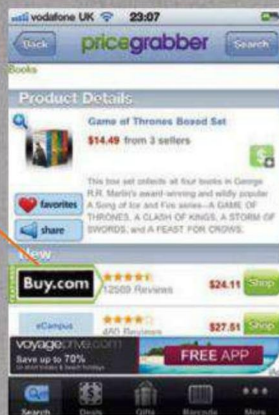 vodafone UK 23:07
Back pricegrabber Search
Books
Product Details
Game of Thrones Boxed Set
$14.49 from 3 sellers
This box set collects all four books in George
R.R. Martin's award-winning and wildly popular
A Song of Ice and Fire series—A GAME OF
THRONES, A CLASH OF KINGS, A STORM OF
SWORDS, and A FEAST FOR CROWS.
favorites
share
New
FEATURED
Buy.com
12569 Reviews
$24.11 Shop
eCampus
460 Reviews
$27.51 Shop
voyageprive.com
Save up to 70%
FREE APP
Search Deals Gifts Barcode More